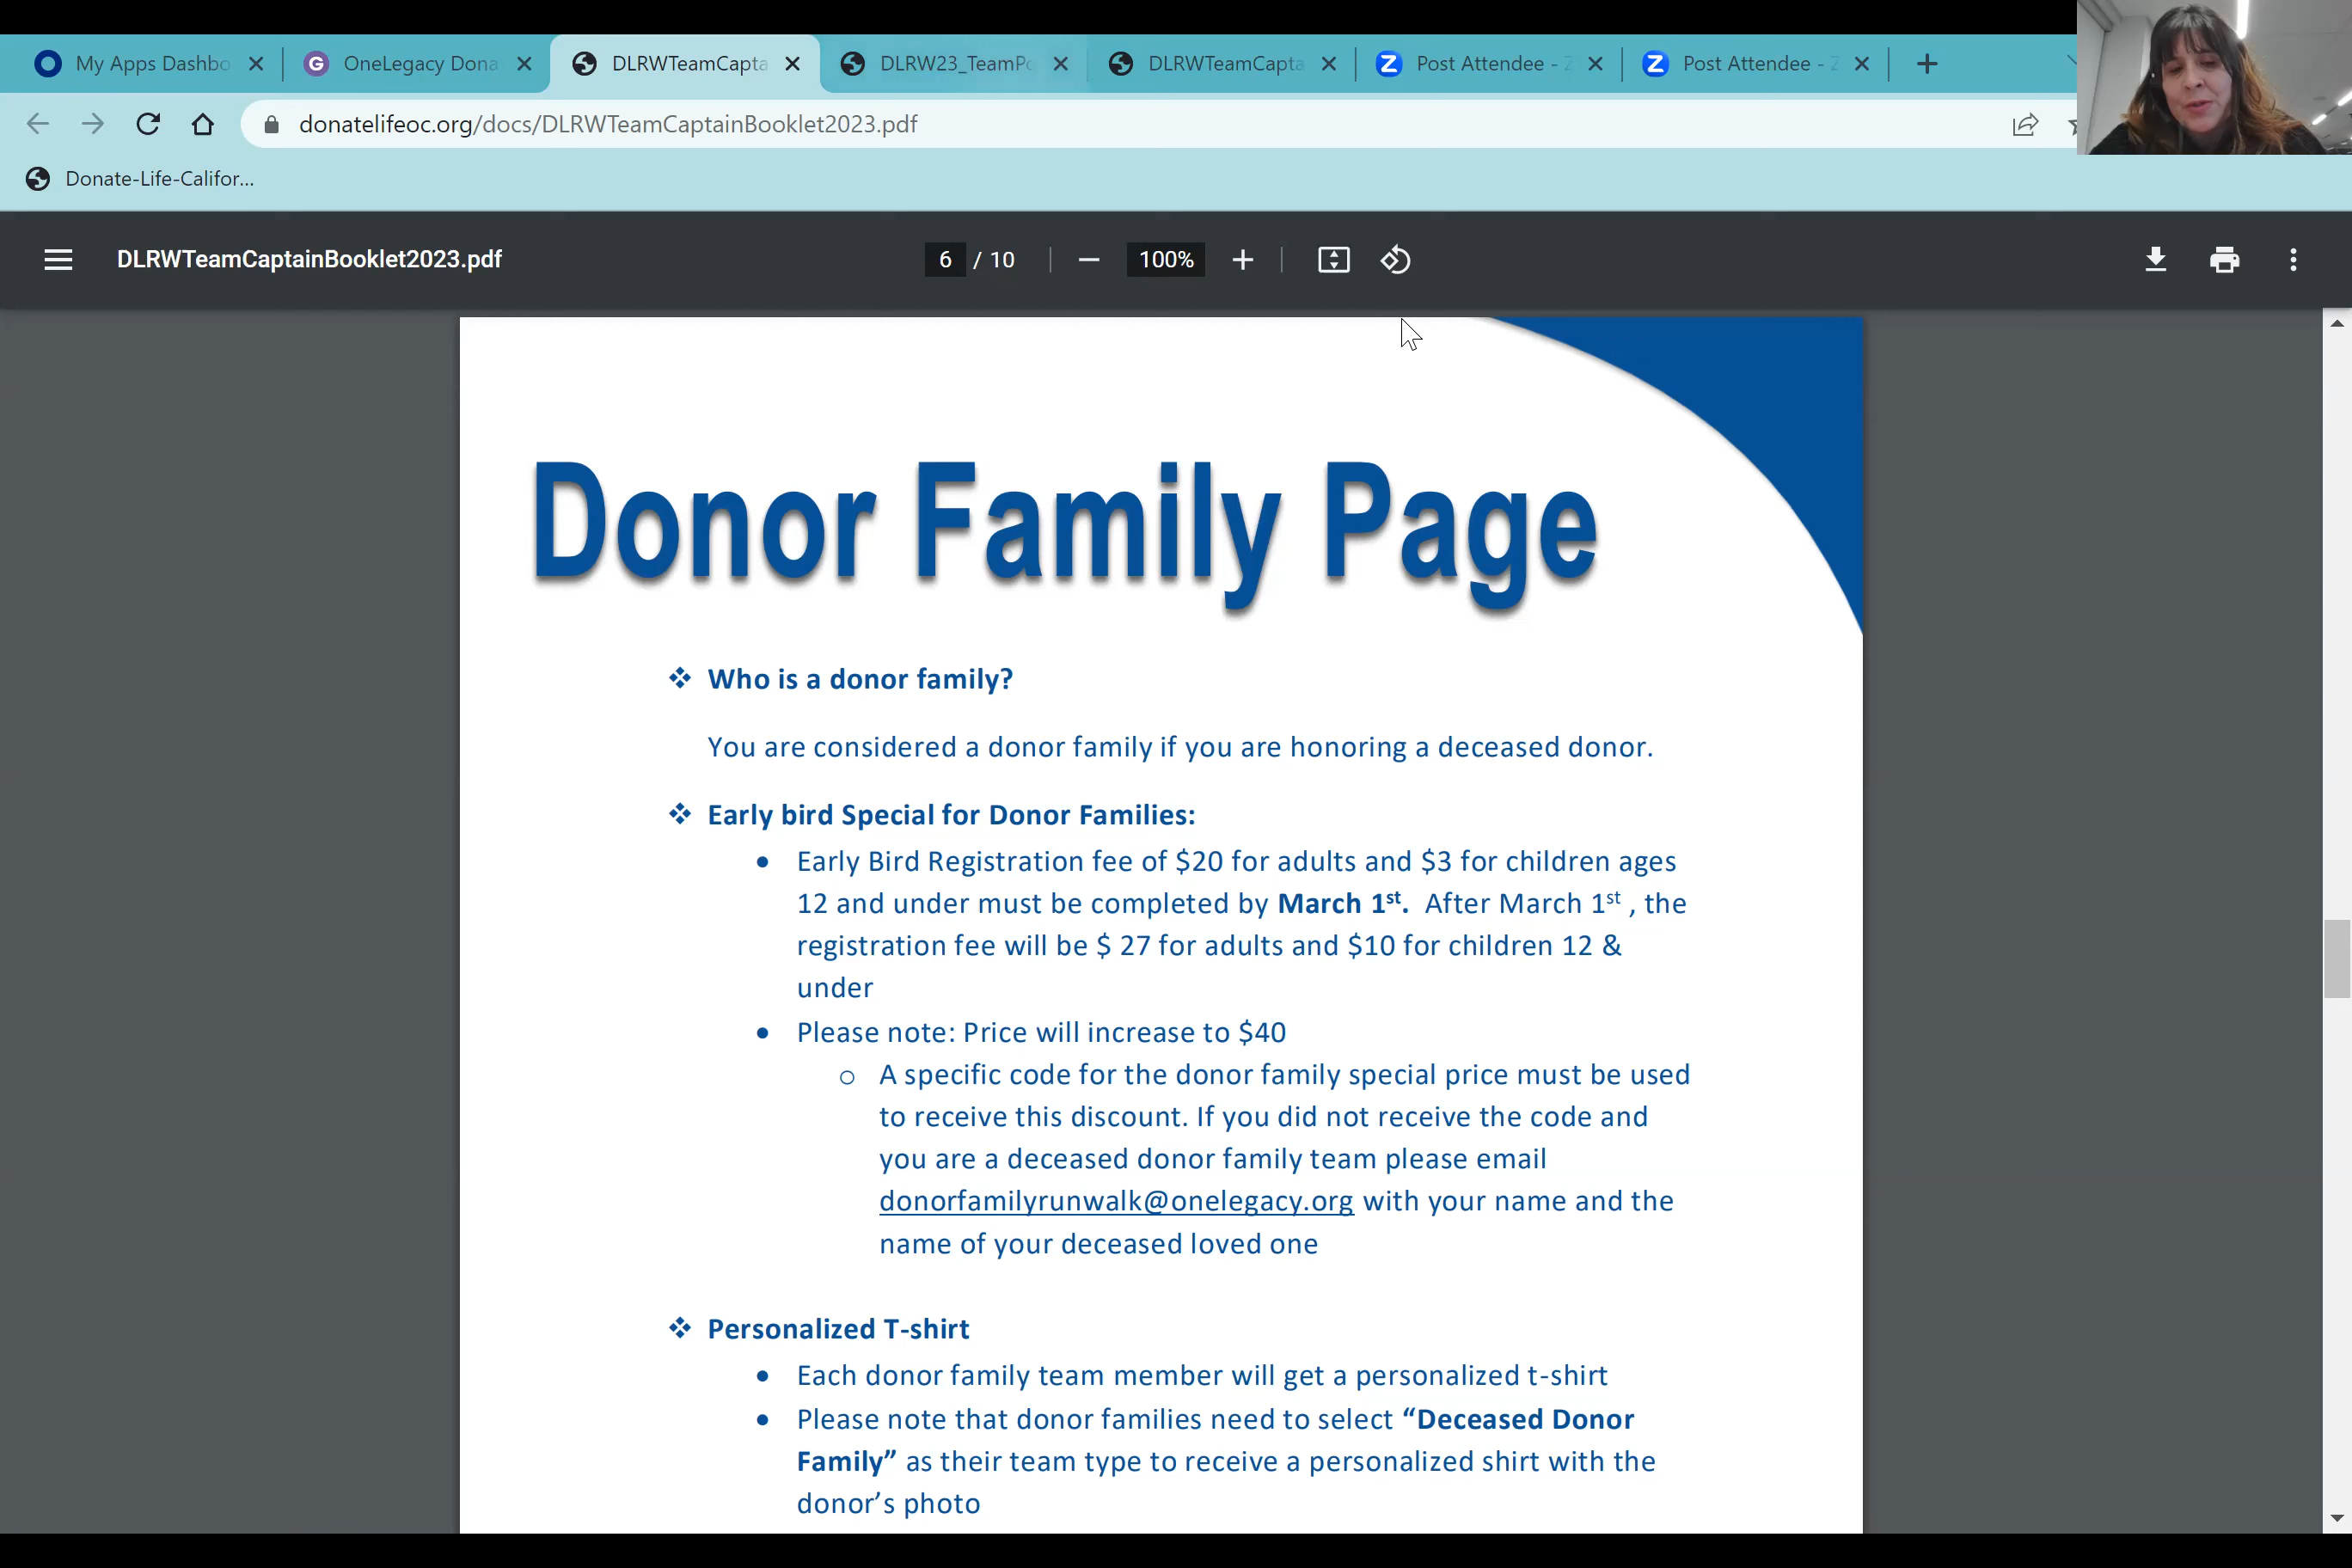 My Apps Dashbo
OneLegacy Dona
DLRWTeamCapta
DLRW23_TeamPo
DLRWTeamCapta
Post Attendee - Z
Post Attendee - Z
donatelifeoc.org/docs/DLRWTeamCaptainBooklet2023.pdf
Donate-Life-Califor...
DLRWTeamCaptainBooklet2023.pdf
6 / 10
100%
Donor Family Page
❖ Who is a donor family?
You are considered a donor family if you are honoring a deceased donor.
❖ Early bird Special for Donor Families:
• Early Bird Registration fee of $20 for adults and $3 for children ages
12 and under must be completed by March 1st. After March 1st , the
registration fee will be $ 27 for adults and $10 for children 12 &
under
• Please note: Price will increase to $40
o A specific code for the donor family special price must be used
to receive this discount. If you did not receive the code and
you are a deceased donor family team please email
donorfamilyrunwalk@onelegacy.org with your name and the
name of your deceased loved one
❖ Personalized T-shirt
• Each donor family team member will get a personalized t-shirt
• Please note that donor families need to select “Deceased Donor
Family” as their team type to receive a personalized shirt with the
donor’s photo